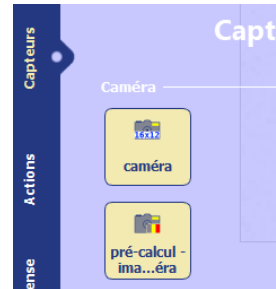 Capt
Capteurs
Caméra
16x12
caméra
Actions
pré-calcul -
ima...éra
ense